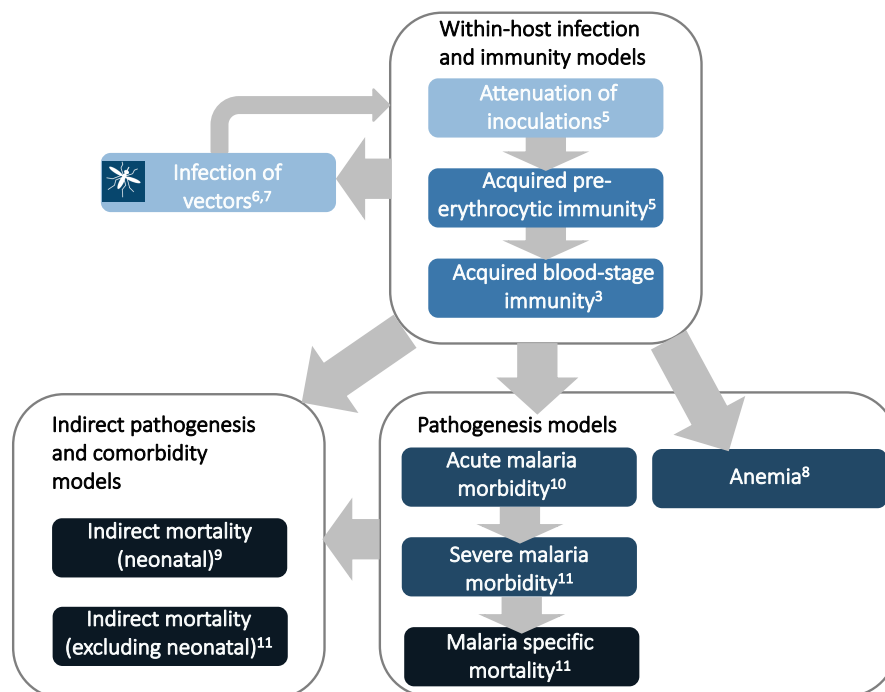 Within-host infection
and immunity models
Attenuation of
inoculations5
Infection of
vectors6,7
Acquired pre-
erythrocytic immunity5
Acquired blood-stage
immunity3
Indirect pathogenesis
and comorbidity
models
Indirect mortality
(neonatal)9
Indirect mortality
(excluding neonatal)11
Pathogenesis models
Acute malaria
morbidity10
Anemia8
Severe malaria
morbidity11
Malaria specific
mortality11